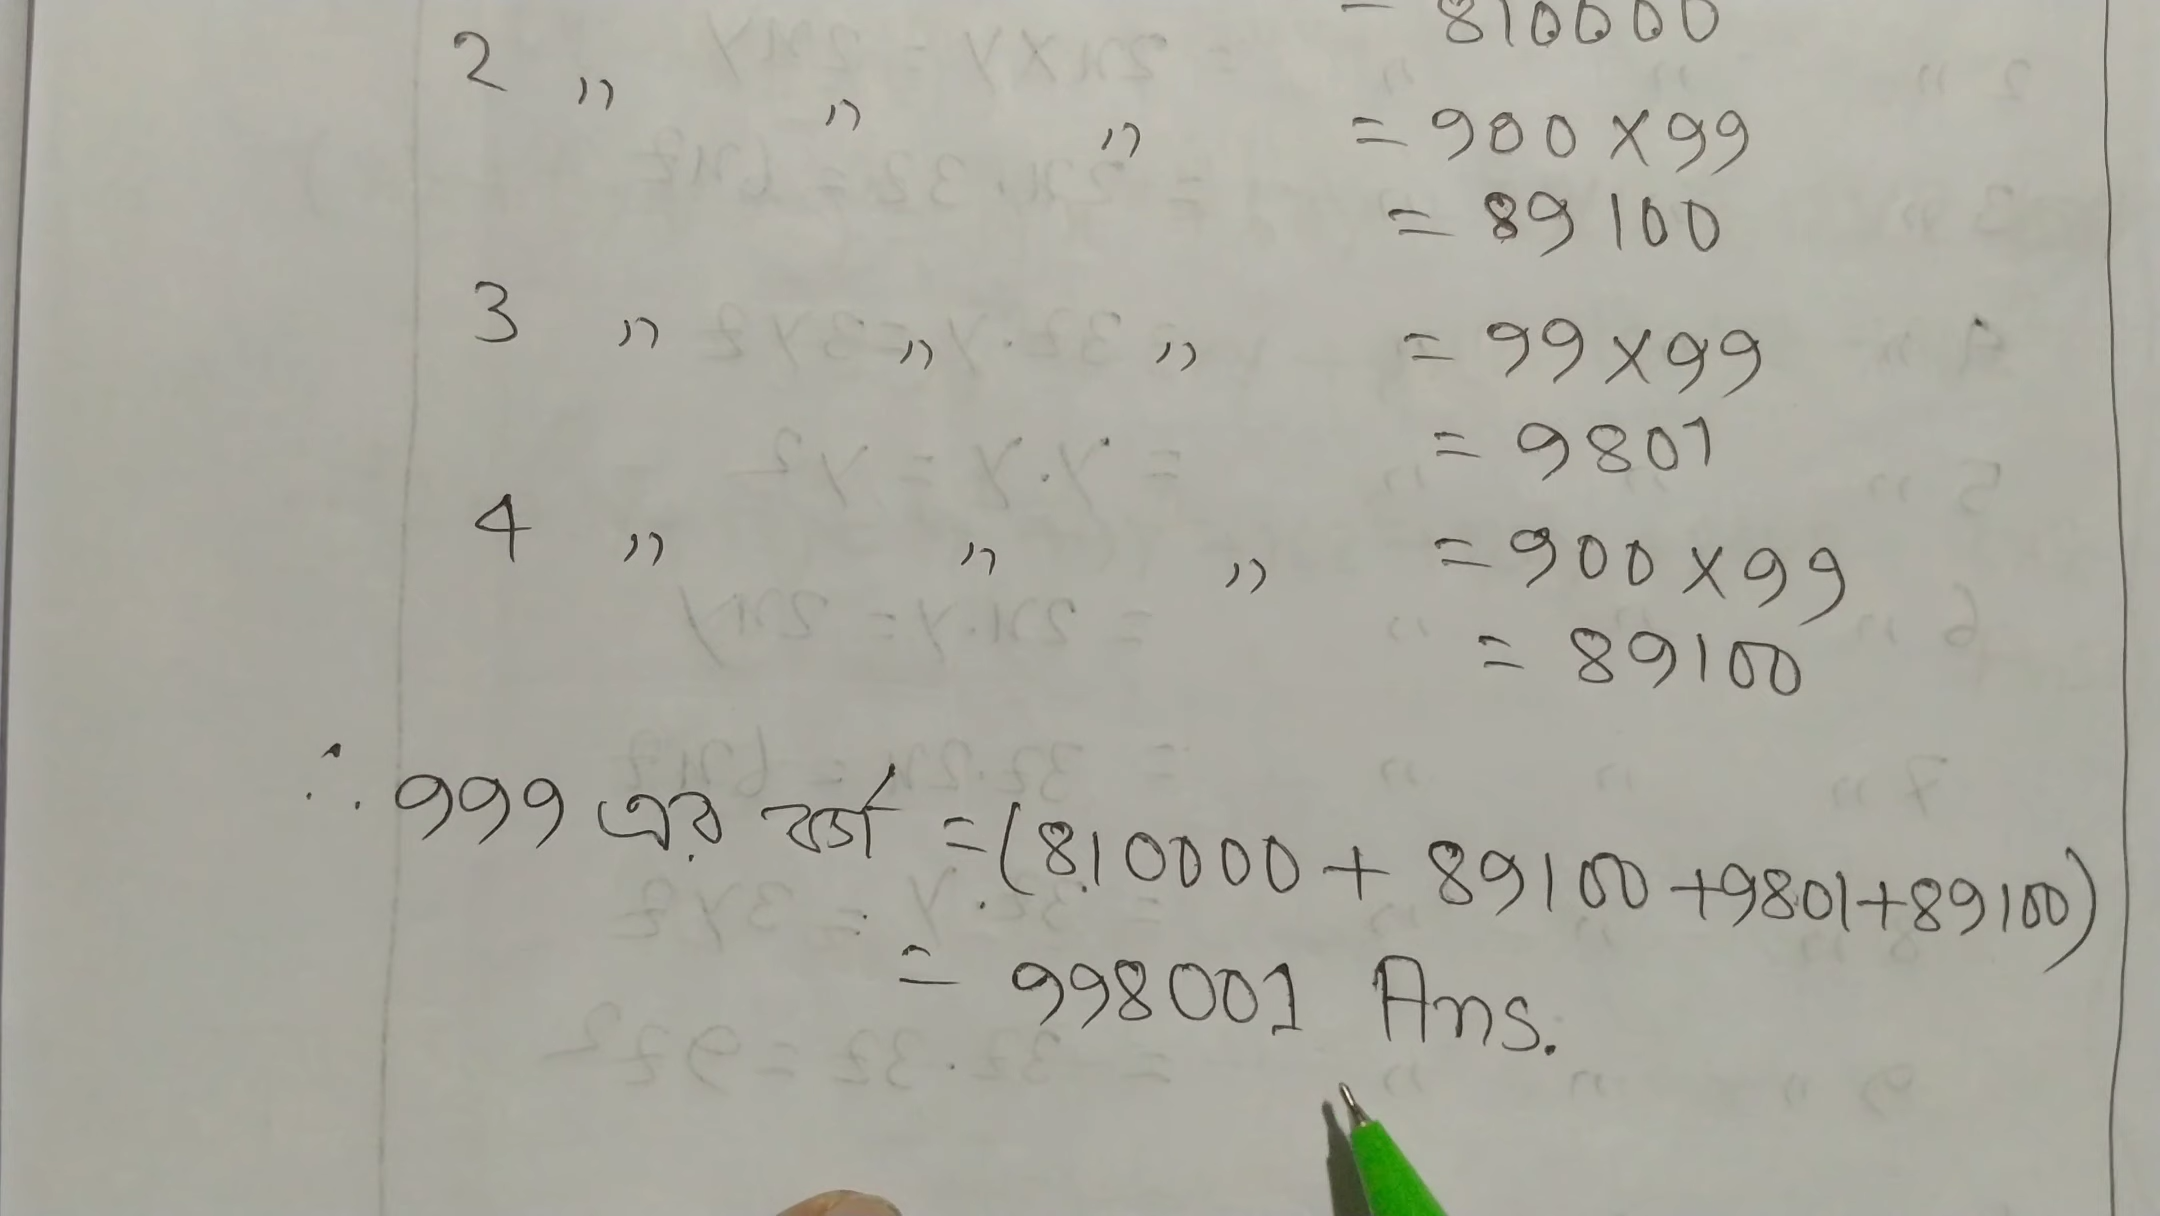 = 810000
2 " " " = 900 × 99
= 89100
3 " " " = 99 × 99
= 9801
4 " " " = 900 × 99
= 89100
∴ 999 এর বর্গ = (810000 + 89100 + 9801 + 89100)
= 998001 Ans.